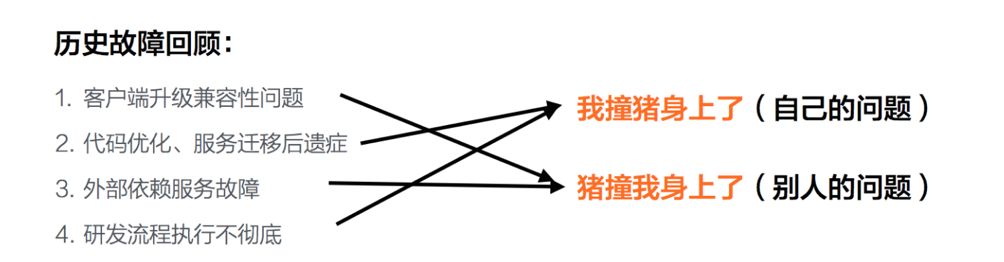 历史故障回顾：
1. 客户端升级兼容性问题
2. 代码优化、服务迁移后遗症
3. 外部依赖服务故障
4. 研发流程执行不彻底
我撞猪身上了（自己的问题）
猪撞我身上了（别人的问题）